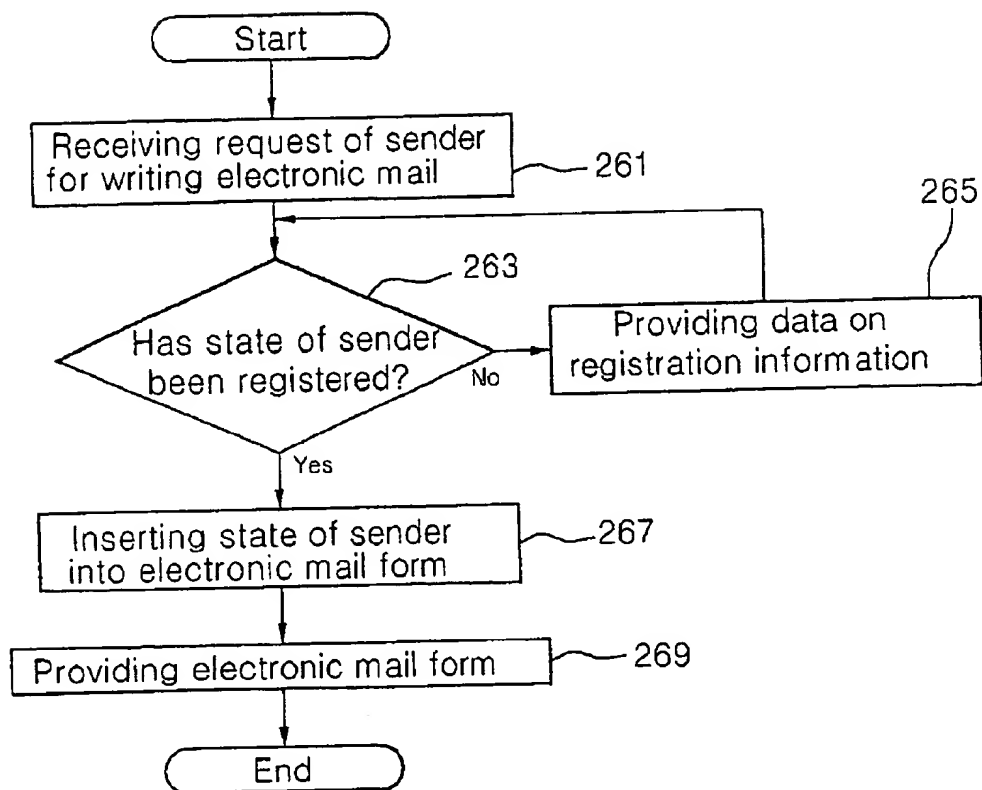 Start
Receiving request of sender
for writing electronic mail
261
265
263
Has state of sender
been registered?
No
Providing data on
registration information
Yes
Inserting state of sender
into electronic mail form
267
Providing electronic mail form
269
End